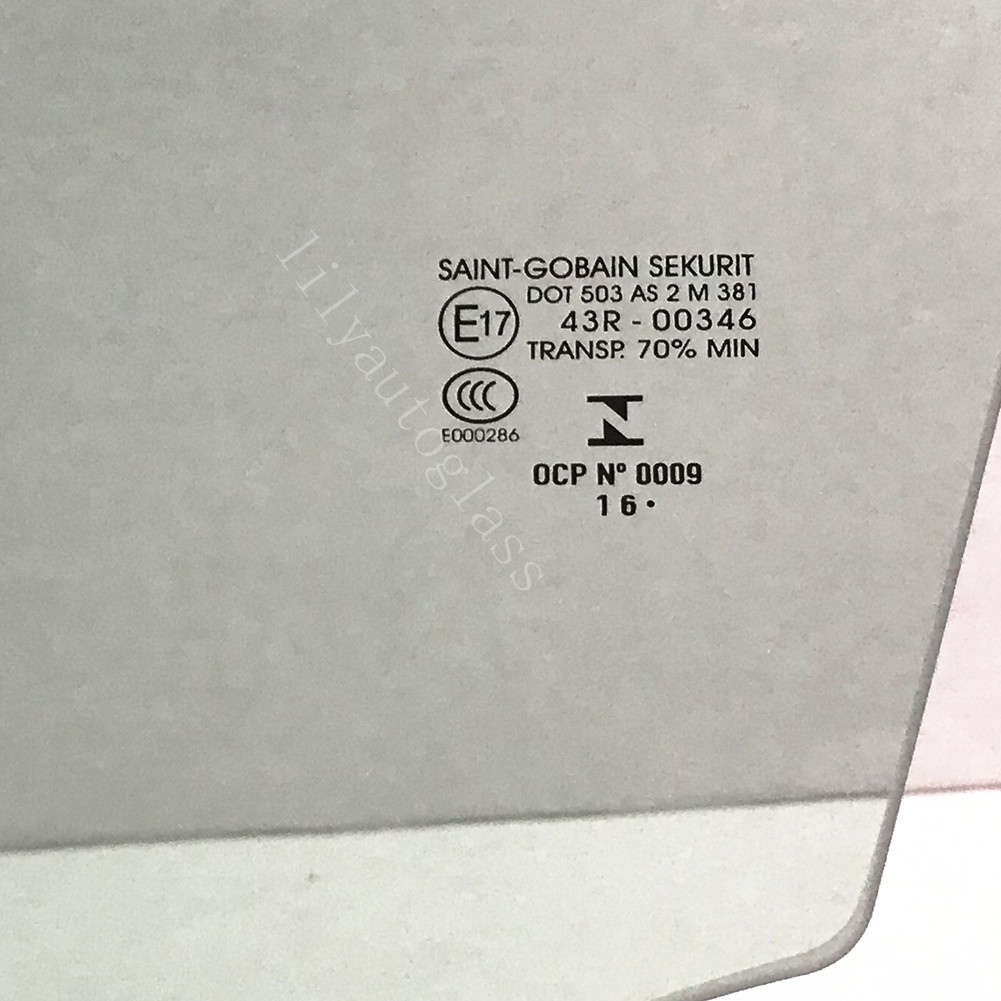 SAINT-GOBAIN SEKURIT
DOT 503 AS 2 M 381
E17
43R - 00346
TRANSP. 70% MIN
CCC
E000286
OCP Nº 0009
16•
lilyautoglass